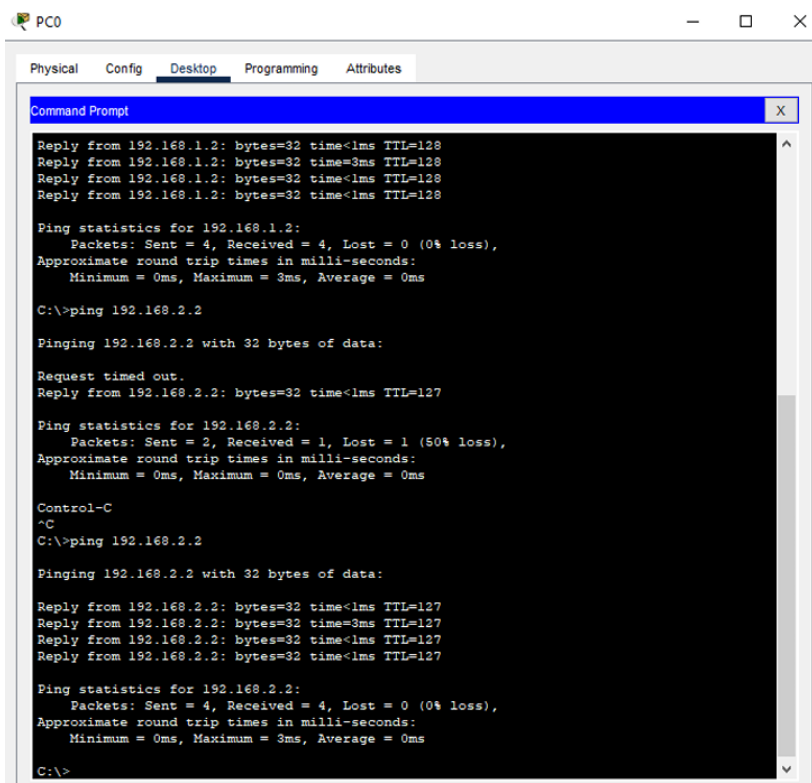 PC0
Physical Config Desktop Programming Attributes
Command Prompt X
Reply from 192.168.1.2: bytes=32 time<1ms TTL=128
Reply from 192.168.1.2: bytes=32 time=3ms TTL=128
Reply from 192.168.1.2: bytes=32 time<1ms TTL=128
Reply from 192.168.1.2: bytes=32 time<1ms TTL=128
Ping statistics for 192.168.1.2:
Packets: Sent = 4, Received = 4, Lost = 0 (0% loss),
Approximate round trip times in milli-seconds:
Minimum = 0ms, Maximum = 3ms, Average = 0ms
C:\>ping 192.168.2.2
Pinging 192.168.2.2 with 32 bytes of data:
Request timed out.
Reply from 192.168.2.2: bytes=32 time<1ms TTL=127
Ping statistics for 192.168.2.2:
Packets: Sent = 2, Received = 1, Lost = 1 (50% loss),
Approximate round trip times in milli-seconds:
Minimum = 0ms, Maximum = 0ms, Average = 0ms
Control-C
^C
C:\>ping 192.168.2.2
Pinging 192.168.2.2 with 32 bytes of data:
Reply from 192.168.2.2: bytes=32 time<1ms TTL=127
Reply from 192.168.2.2: bytes=32 time=3ms TTL=127
Reply from 192.168.2.2: bytes=32 time<1ms TTL=127
Reply from 192.168.2.2: bytes=32 time<1ms TTL=127
Ping statistics for 192.168.2.2:
Packets: Sent = 4, Received = 4, Lost = 0 (0% loss),
Approximate round trip times in milli-seconds:
Minimum = 0ms, Maximum = 3ms, Average = 0ms
C:\>